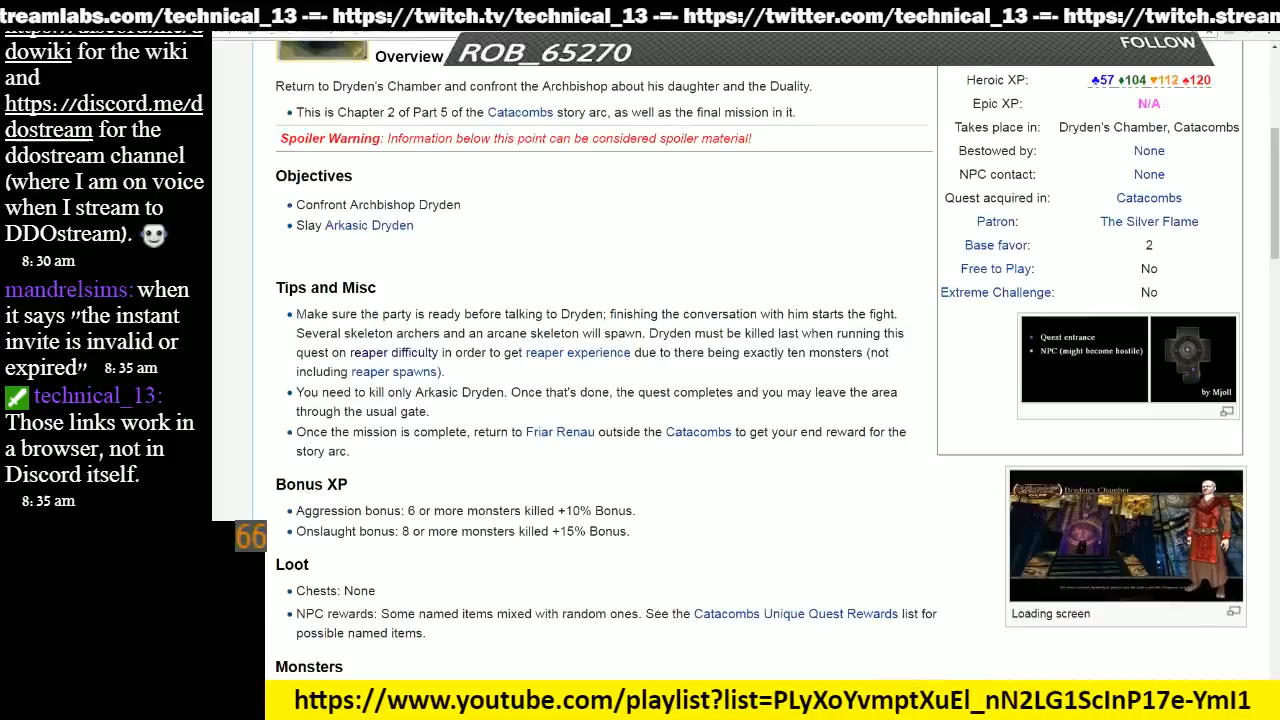 streamlabs.com/technical_13 -=- https://twitch.tv/technical_13 -=- https://twitter.com/technical_13 -=- https://twitch.stream
https://discord.me/d
dowiki for the wiki
and
https://discord.me/d
dostream for the
ddostream channel
(where I am on voice
when I stream to
DDOstream).
8:30 am
mandrelsims: when
it says "the instant
invite is invalid or
expired" 8:35 am
technical_13:
Those links work in
a browser, not in
Discord itself.
8:35 am
66
ROB_65270
FOLLOW
Overview
Return to Dryden's Chamber and confront the Archbishop about his daughter and the Duality.
This is Chapter 2 of Part 5 of the Catacombs story arc, as well as the final mission in it.
Spoiler Warning: Information below this point can be considered spoiler material!
Objectives
Confront Archbishop Dryden
Slay Arkasic Dryden
Tips and Misc
Make sure the party is ready before talking to Dryden; finishing the conversation with him starts the fight.
Several skeleton archers and an arcane skeleton will spawn. Dryden must be killed last when running this
quest on reaper difficulty in order to get reaper experience due to there being exactly ten monsters (not
including reaper spawns).
You need to kill only Arkasic Dryden. Once that's done, the quest completes and you may leave the area
through the usual gate.
Once the mission is complete, return to Friar Renau outside the Catacombs to get your end reward for the
story arc.
Bonus XP
Aggression bonus: 6 or more monsters killed +10% Bonus.
Onslaught bonus: 8 or more monsters killed +15% Bonus.
Loot
Chests: None
NPC rewards: Some named items mixed with random ones. See the Catacombs Unique Quest Rewards list for
possible named items.
Monsters
Heroic XP: ♣57 ♦104 ♥112 ♠120
Epic XP: N/A
Takes place in: Dryden's Chamber, Catacombs
Bestowed by: None
NPC contact: None
Quest acquired in: Catacombs
Patron: The Silver Flame
Base favor: 2
Free to Play: No
Extreme Challenge: No
Quest entrance
NPC (might become hostile)
by Mjoll
Dryden's Chamber
Loading screen
https://www.youtube.com/playlist?list=PLyXoYvmptXuEl_nN2LG1ScInP17e-YmI1